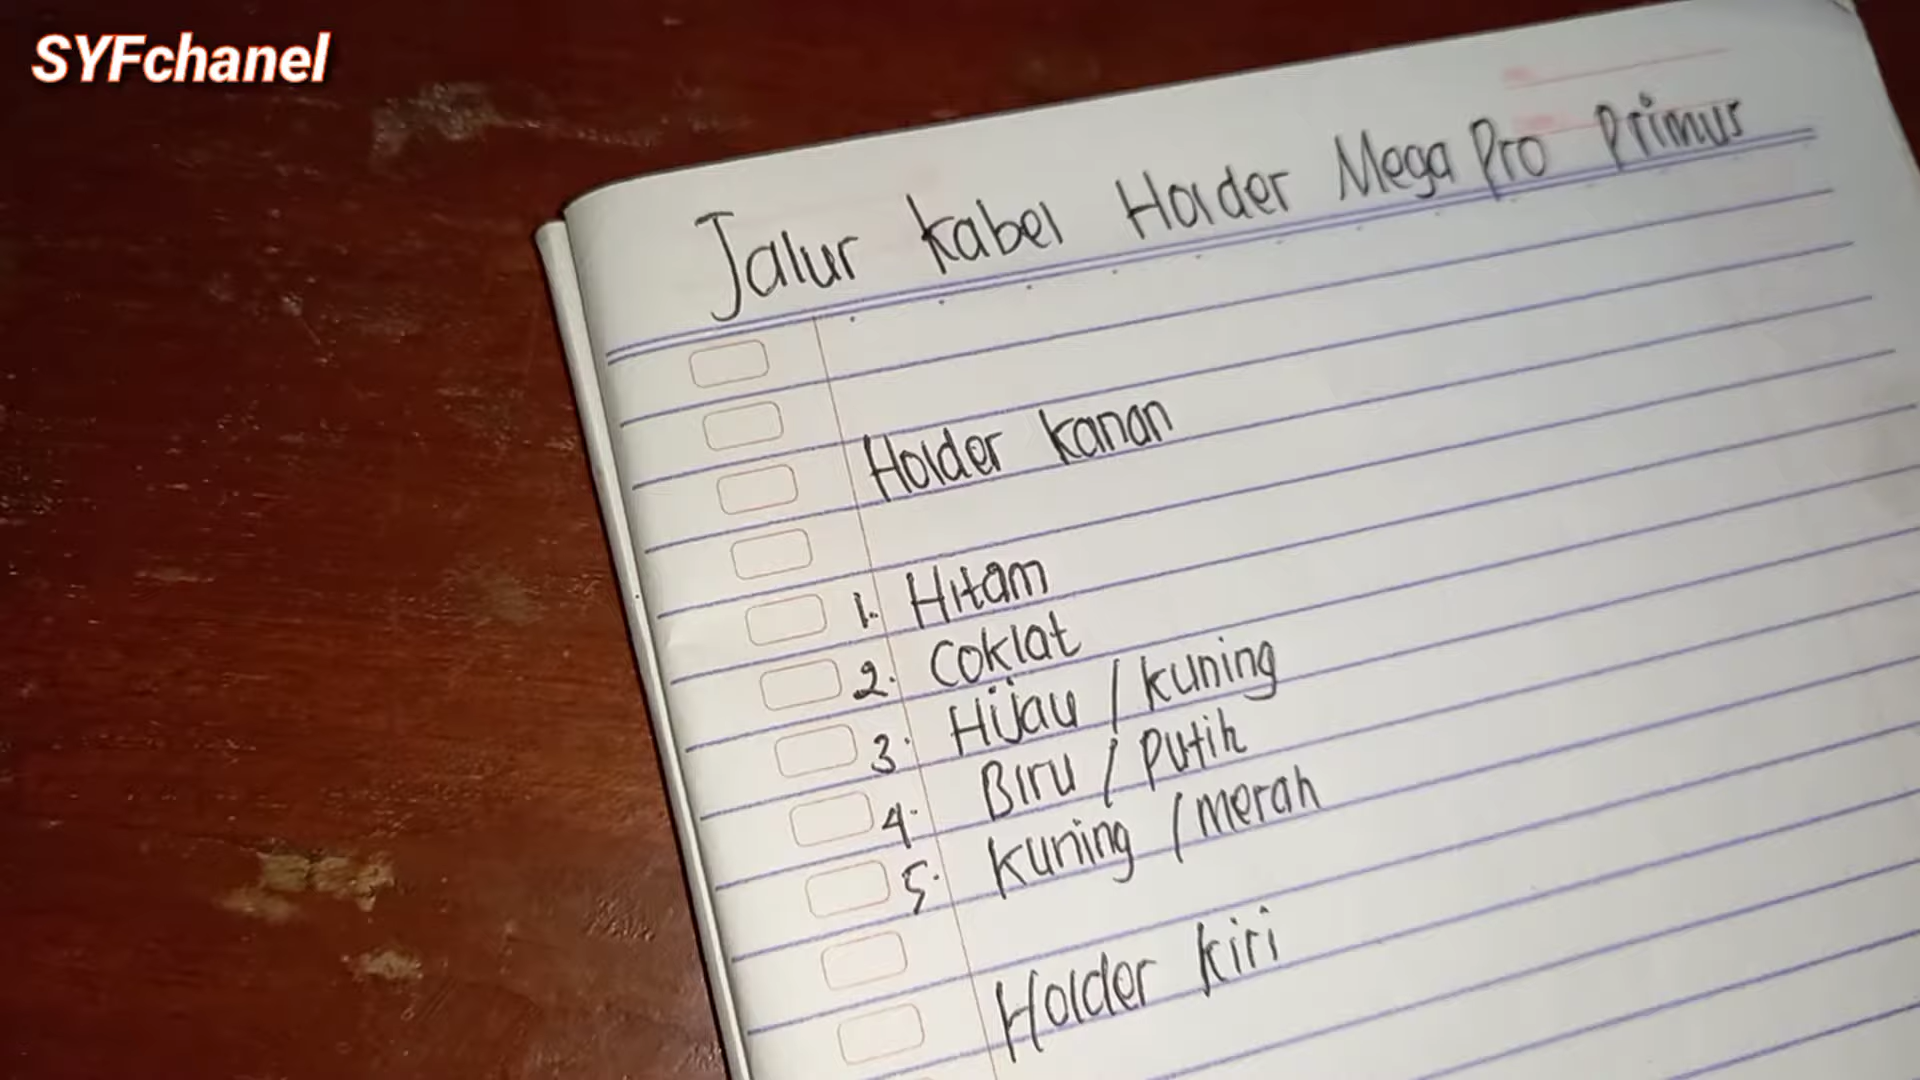 SYFchanel
Jalur kabel Holder Mega Pro Primus
Holder kanan
1. Hitam
2. Coklat
3. Hijau / kuning
4. Biru / putih
5. kuning / merah
Holder kiri